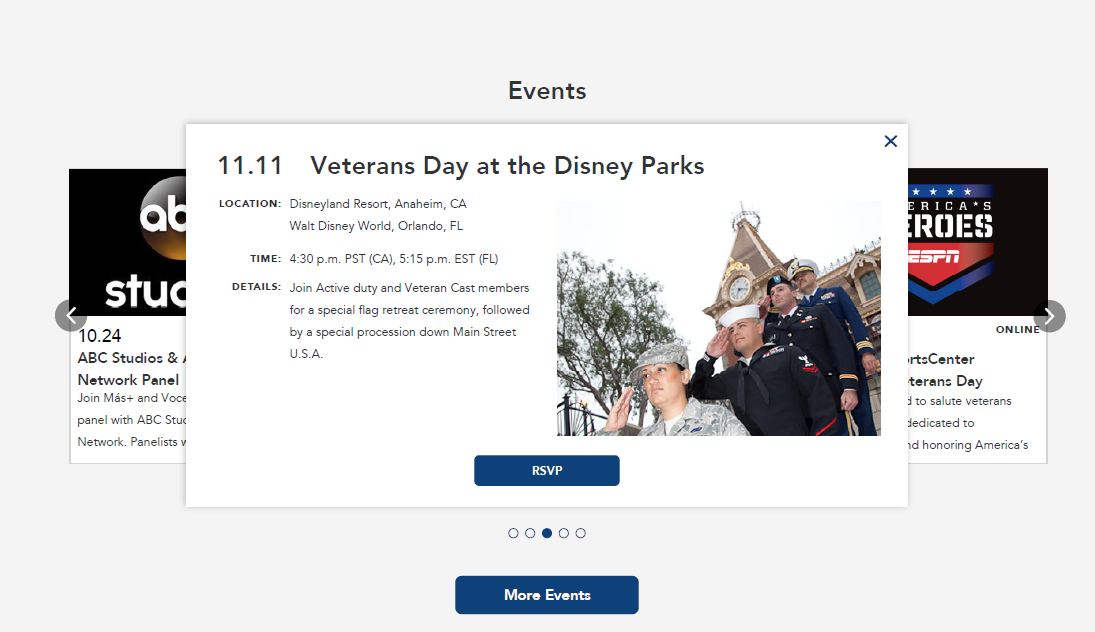 Events
11.11 Veterans Day at the Disney Parks
LOCATION: Disneyland Resort, Anaheim, CA
Walt Disney World, Orlando, FL
TIME: 4:30 p.m. PST (CA), 5:15 p.m. EST (FL)
DETAILS: Join Active duty and Veteran Cast members
for a special flag retreat ceremony, followed
by a special procession down Main Street
U.S.A.
RSVP
ab
stud
10.24
ABC Studios & A
Network Panel
Join Más+ and Voce
panel with ABC Stud
Network. Panelists w
ERICA★S
EROES
ESPN
ONLINE
ortsCenter
terans Day
d to salute veterans
dedicated to
nd honoring America's
More Events